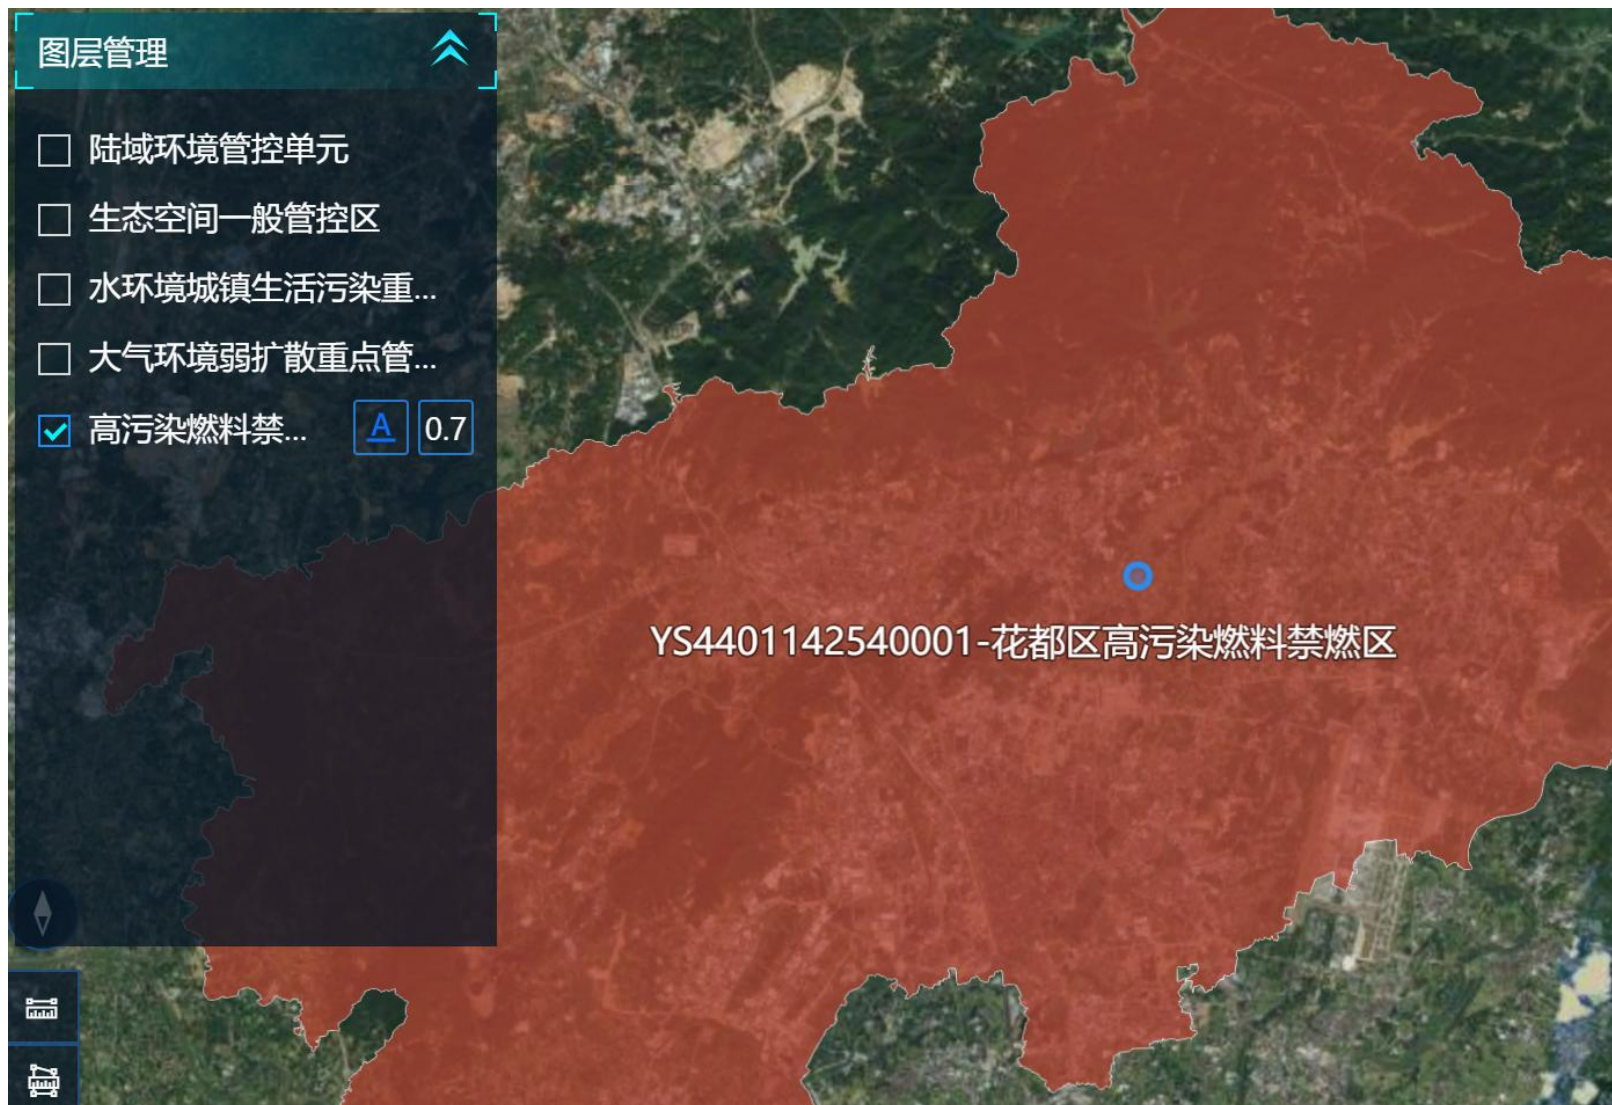 图层管理
陆域环境管控单元
生态空间一般管控区
水环境城镇生活污染重...
大气环境弱扩散重点管...
高污染燃料禁... A 0.7
YS4401142540001-花都区高污染燃料禁燃区